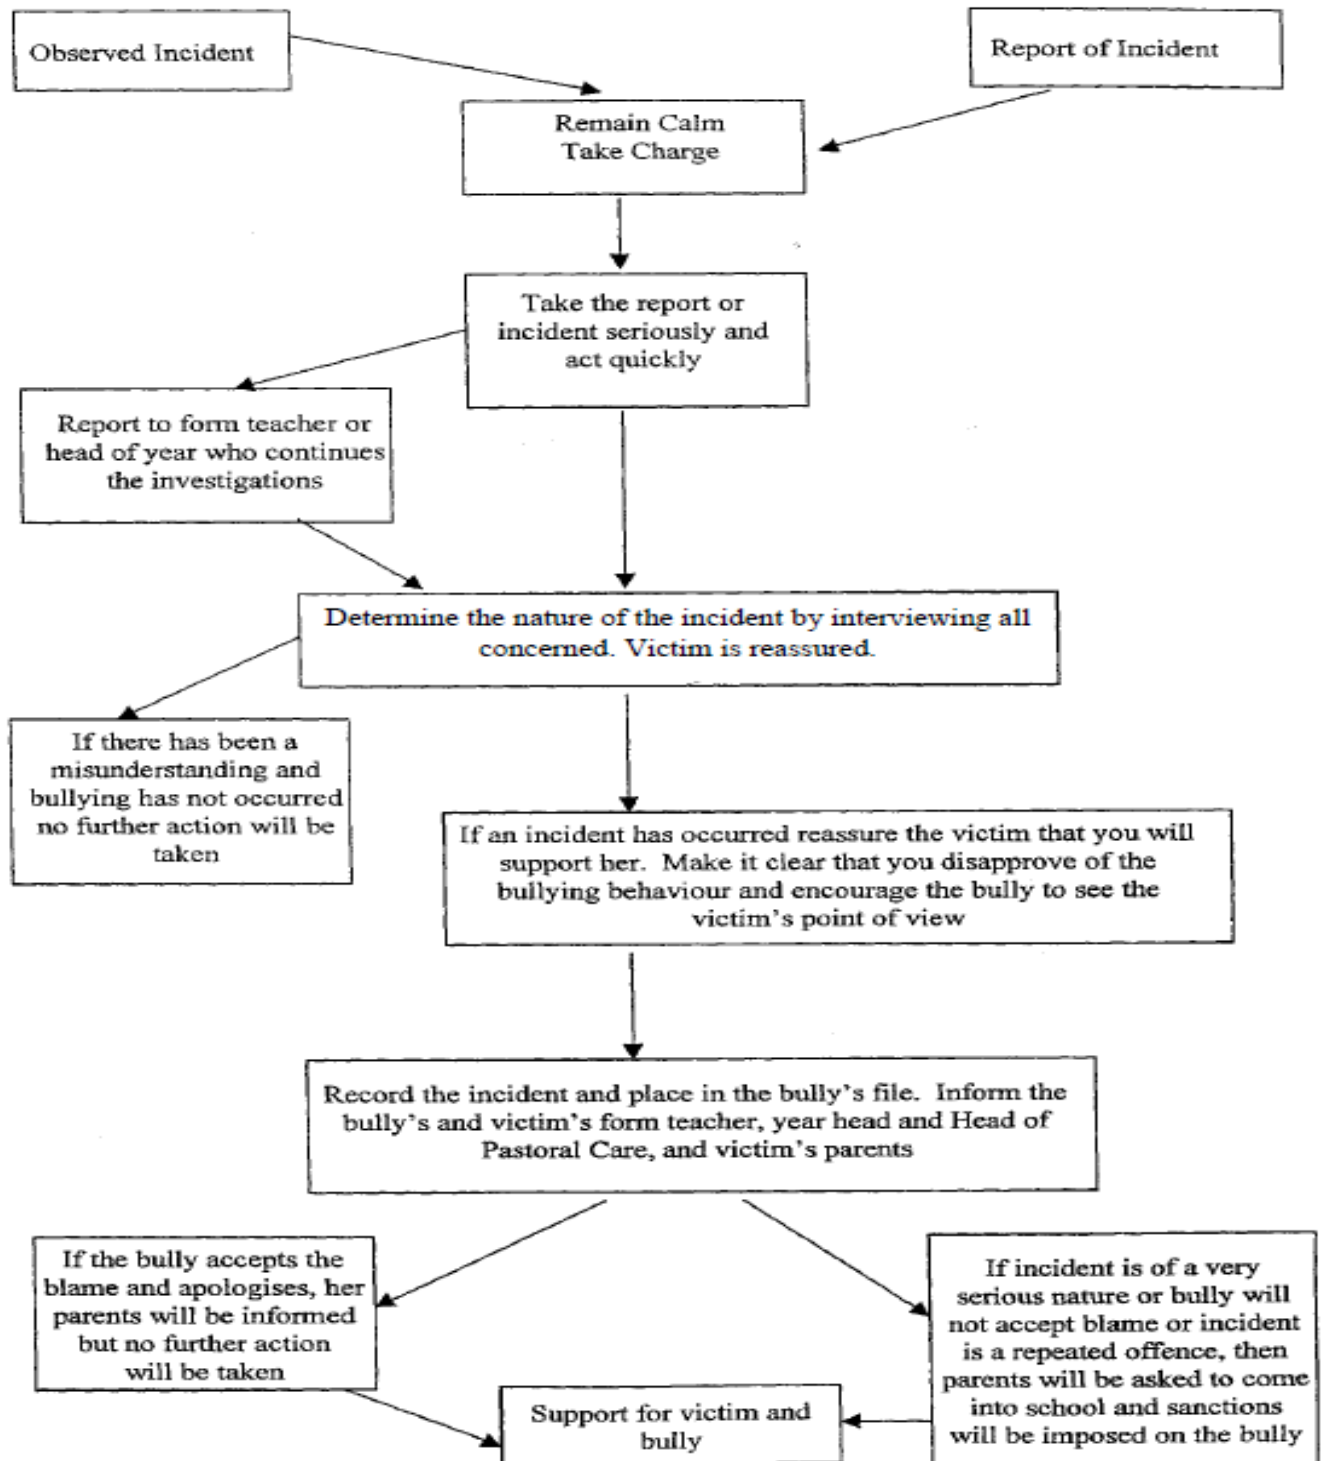 Observed Incident
Report of Incident
Remain Calm
Take Charge
Take the report or
incident seriously and
act quickly
Report to form teacher or
head of year who continues
the investigations
Determine the nature of the incident by interviewing all
concerned. Victim is reassured.
If there has been a
misunderstanding and
bullying has not occurred
no further action will be
taken
If an incident has occurred reassure the victim that you will
support her. Make it clear that you disapprove of the
bullying behaviour and encourage the bully to see the
victim's point of view
Record the incident and place in the bully's file. Inform the
bully's and victim's form teacher, year head and Head of
Pastoral Care, and victim's parents
If the bully accepts the
blame and apologises, her
parents will be informed
but no further action
will be taken
If incident is of a very
serious nature or bully will
not accept blame or incident
is a repeated offence, then
parents will be asked to come
into school and sanctions
will be imposed on the bully
Support for victim and
bully